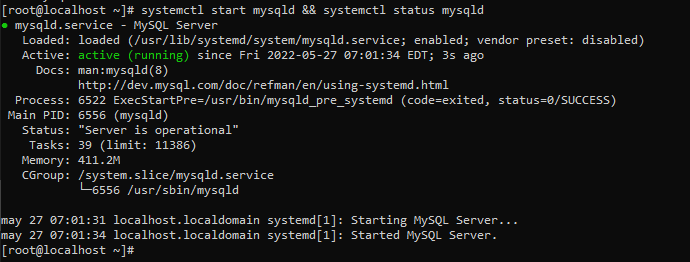 [root@localhost ~]# systemctl start mysqld && systemctl status mysqld
● mysqld.service - MySQL Server
   Loaded: loaded (/usr/lib/systemd/system/mysqld.service; enabled; vendor preset: disabled)
   Active: active (running) since Fri 2022-05-27 07:01:34 EDT; 3s ago
     Docs: man:mysqld(8)
           http://dev.mysql.com/doc/refman/en/using-systemd.html
  Process: 6522 ExecStartPre=/usr/bin/mysqld_pre_systemd (code=exited, status=0/SUCCESS)
 Main PID: 6556 (mysqld)
   Status: "Server is operational"
    Tasks: 39 (limit: 11386)
   Memory: 411.2M
   CGroup: /system.slice/mysqld.service
           └─6556 /usr/sbin/mysqld

may 27 07:01:31 localhost.localdomain systemd[1]: Starting MySQL Server...
may 27 07:01:34 localhost.localdomain systemd[1]: Started MySQL Server.
[root@localhost ~]#